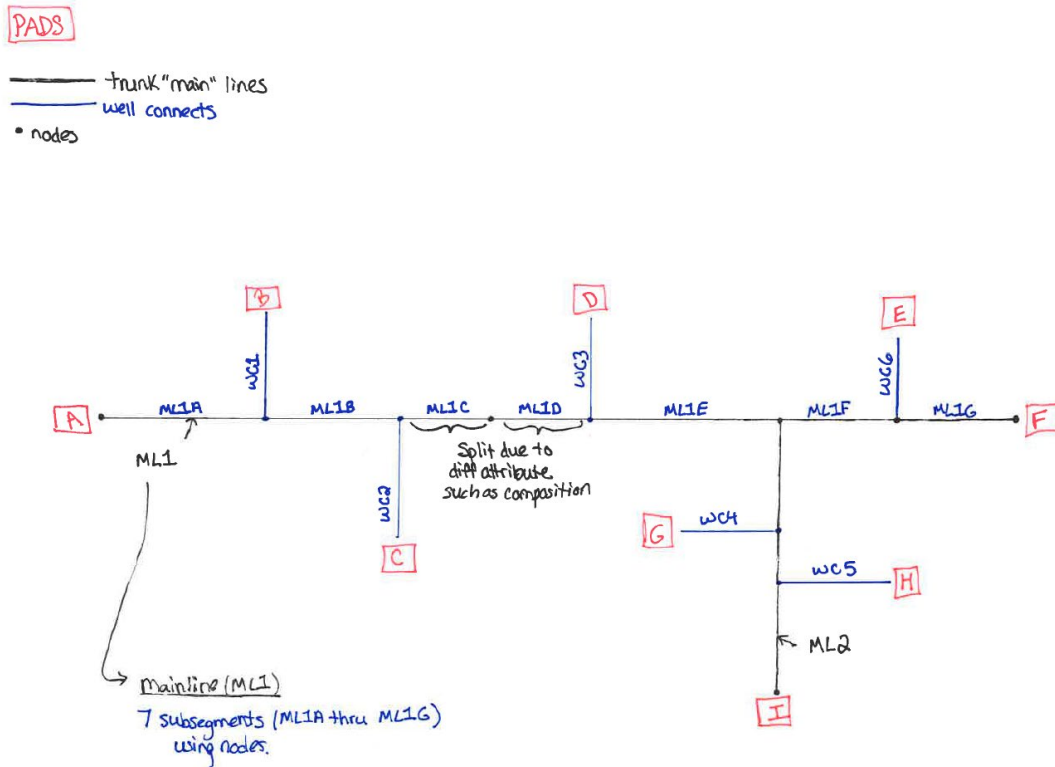 PADS
trunk "main" lines
well connects
• nodes
B
D
E
WC1
WC3
WC6
A
ML1A
ML1B
ML1C
ML1D
ML1E
ML1F
ML1G
F
ML1
Split due to
diff attribute
such as composition
WC2
C
G
WC4
WC5
H
ML2
I
mainline (ML1)
7 subsegments (ML1A thru ML1G)
using nodes.